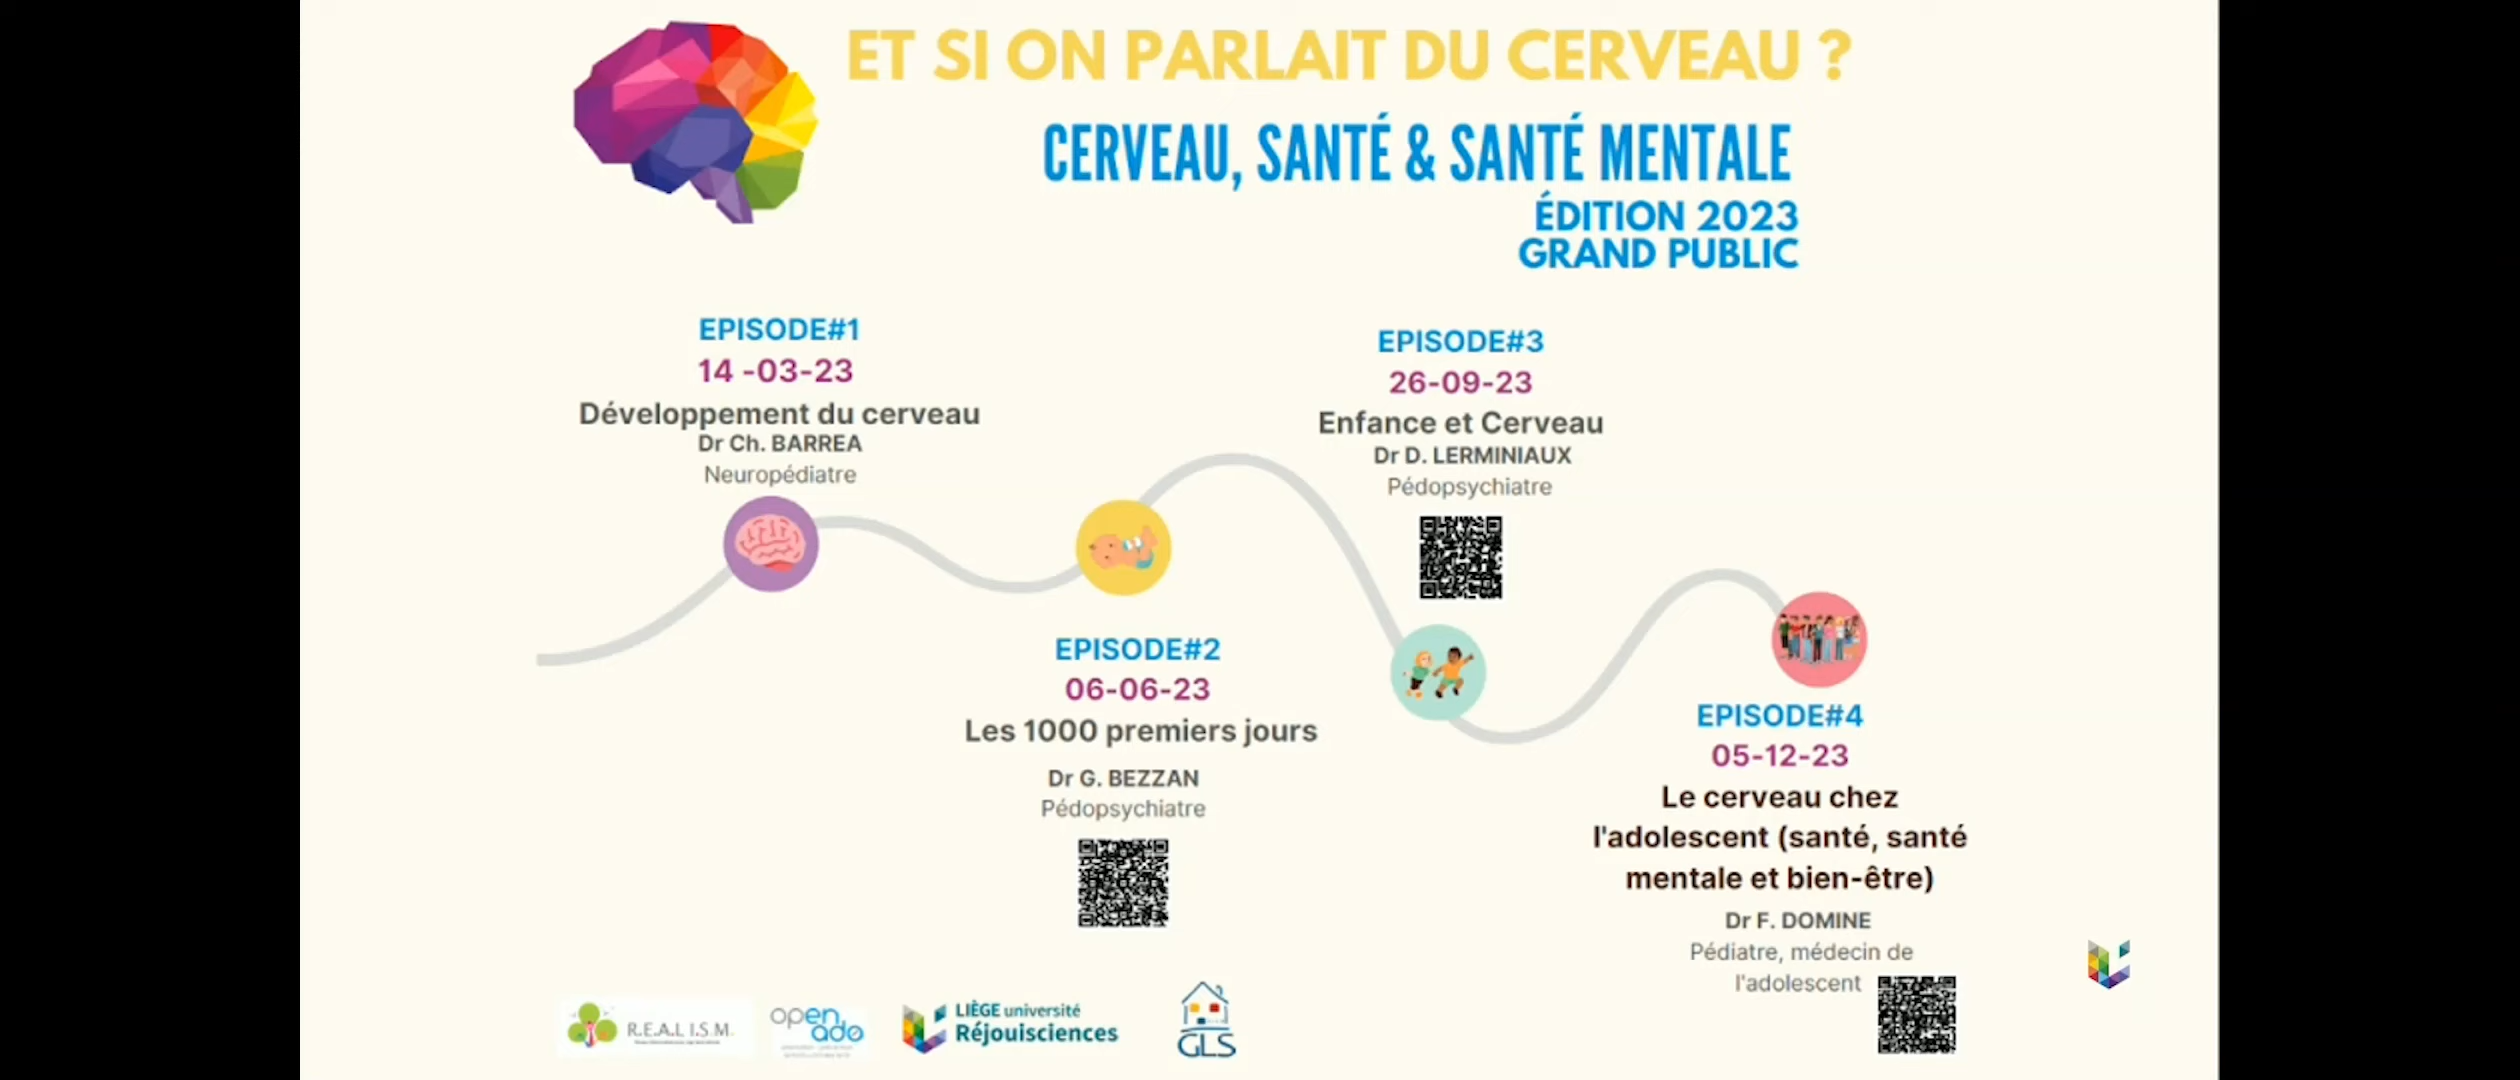 ET SI ON PARLAIT DU CERVEAU ?
CERVEAU, SANTÉ & SANTÉ MENTALE
ÉDITION 2023
GRAND PUBLIC
EPISODE#1
14 -03-23
Développement du cerveau
Dr Ch. BARREA
Neuropédiatre
EPISODE#2
06-06-23
Les 1000 premiers jours
Dr G. BEZZAN
Pédopsychiatre
EPISODE#3
26-09-23
Enfance et Cerveau
Dr D. LERMINIAUX
Pédopsychiatre
EPISODE#4
05-12-23
Le cerveau chez
l'adolescent (santé, santé
mentale et bien-être)
Dr F. DOMINE
Pédiatre, médecin de
l'adolescent
R.E.A.L I.S.M.
open
ado
LIÈGE université
Réjouisciences
GLS